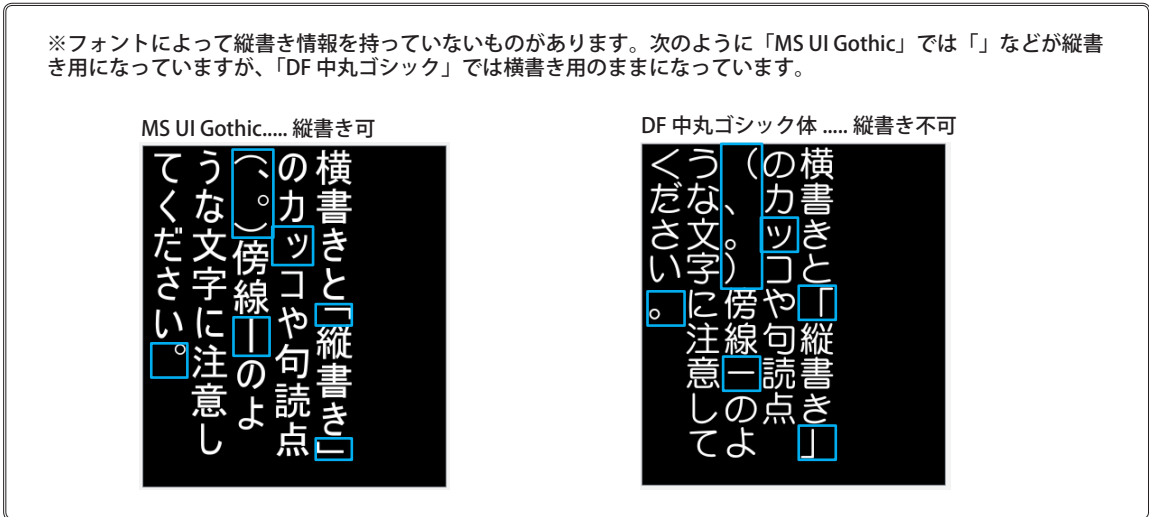 ※フォントによって縦書き情報を持っていないものがあります。次のように「MS UI Gothic」では「」などが縦書
き用になっていますが、「DF 中丸ゴシック」では横書き用のままになっています。
MS UI Gothic..... 縦書き可
横書きと「縦書き」
のカッコや句読点
(、。)傍線ーのよ
うな文字に注意し
てください。
DF 中丸ゴシック体 ..... 縦書き不可
横書きと「縦書き」
のカッコや句読点
(、。)傍線ーのよ
うな文字に注意して
ください。